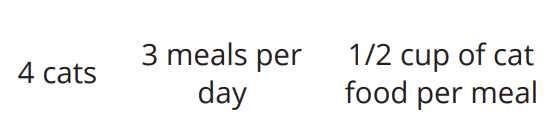 4 cats
3 meals per
day
1/2 cup of cat
food per meal